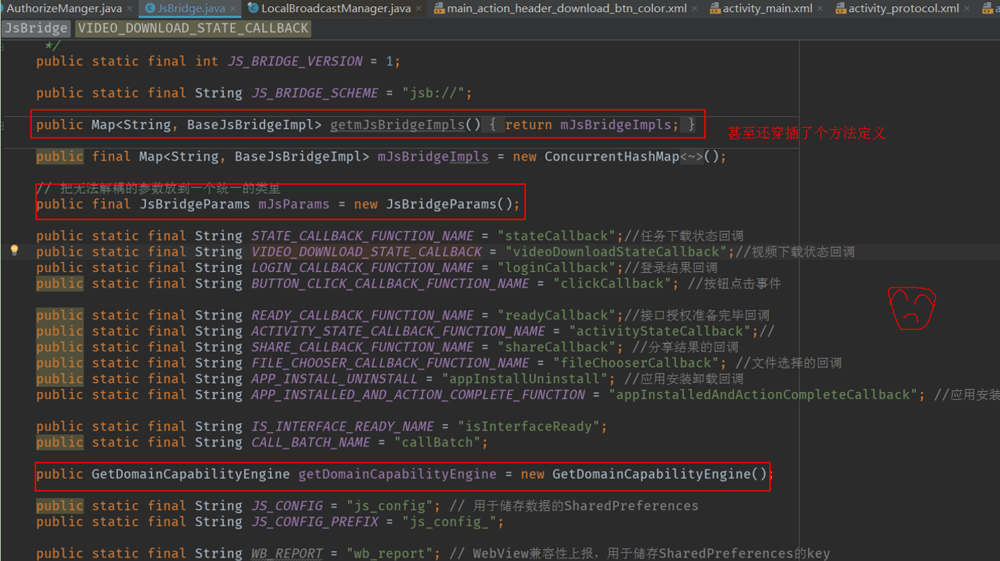 AuthorizeManger.java × JsBridge.java × LocalBroadcastManager.java × main_action_header_download_btn_color.xml × activity_main.xml × activity_protocol.xml ×
JsBridge VIDEO_DOWNLOAD_STATE_CALLBACK
*/
public static final int JS_BRIDGE_VERSION = 1;
public static final String JS_BRIDGE_SCHEME = "jsb://";
public Map<String, BaseJsBridgeImpl> getmJsBridgeImpls() { return mJsBridgeImpls; }
甚至还穿插了个方法定义
public final Map<String, BaseJsBridgeImpl> mJsBridgeImpls = new ConcurrentHashMap<~>();
// 把无法解耦的参数放到一个统一的类里
public final JsBridgeParams mJsParams = new JsBridgeParams();
public static final String STATE_CALLBACK_FUNCTION_NAME = "stateCallback";//任务下载状态回调
public static final String VIDEO_DOWNLOAD_STATE_CALLBACK = "videoDownloadStateCallback";//视频下载状态回调
public static final String LOGIN_CALLBACK_FUNCTION_NAME = "loginCallback";//登录结果回调
public static final String BUTTON_CLICK_CALLBACK_FUNCTION_NAME = "clickCallback"; //按钮点击事件
public static final String READY_CALLBACK_FUNCTION_NAME = "readyCallback";//接口授权准备完毕回调
public static final String ACTIVITY_STATE_CALLBACK_FUNCTION_NAME = "activityStateCallback";//
public static final String SHARE_CALLBACK_FUNCTION_NAME = "shareCallback"; //分享结果的回调
public static final String FILE_CHOOSER_CALLBACK_FUNCTION_NAME = "fileChooserCallback"; //文件选择的回调
public static final String APP_INSTALL_UNINSTALL = "appInstallUninstall"; //应用安装卸载回调
public static final String APP_INSTALLED_AND_ACTION_COMPLETE_FUNCTION = "appInstalledAndActionCompleteCallback"; //应用安装
public static final String IS_INTERFACE_READY_NAME = "isInterfaceReady";
public static final String CALL_BATCH_NAME = "callBatch";
public GetDomainCapabilityEngine getDomainCapabilityEngine = new GetDomainCapabilityEngine();
public static final String JS_CONFIG = "js_config"; // 用于储存数据的SharedPreferences
public static final String JS_CONFIG_PREFIX = "js_config_";
public static final String WB_REPORT = "wb_report"; // WebView兼容性上报，用于储存SharedPreferences的key